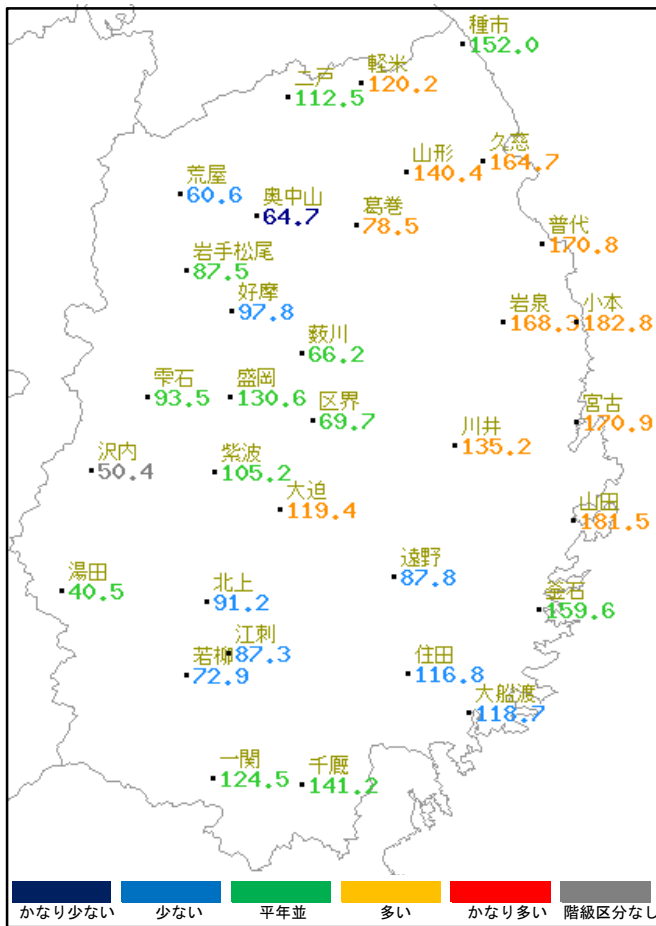 種市
152.0
軽米
120.2
二戸
112.5
久慈
164.7
山形
140.4
荒屋
60.6
奥中山
64.7
葛巻
78.5
普代
170.8
岩手松尾
87.5
好摩
97.8
岩泉
168.3
小本
182.8
薮川
66.2
雫石
93.5
盛岡
130.6
区界
69.7
宮古
170.9
川井
135.2
沢内
50.4
紫波
105.2
大迫
119.4
山田
181.5
遠野
87.8
湯田
40.5
北上
91.2
釜石
159.6
江刺
87.3
若柳
72.9
住田
116.8
大船渡
118.7
一関
124.5
千厩
141.2
かなり少ない
少ない
平年並
多い
かなり多い
階級区分なし